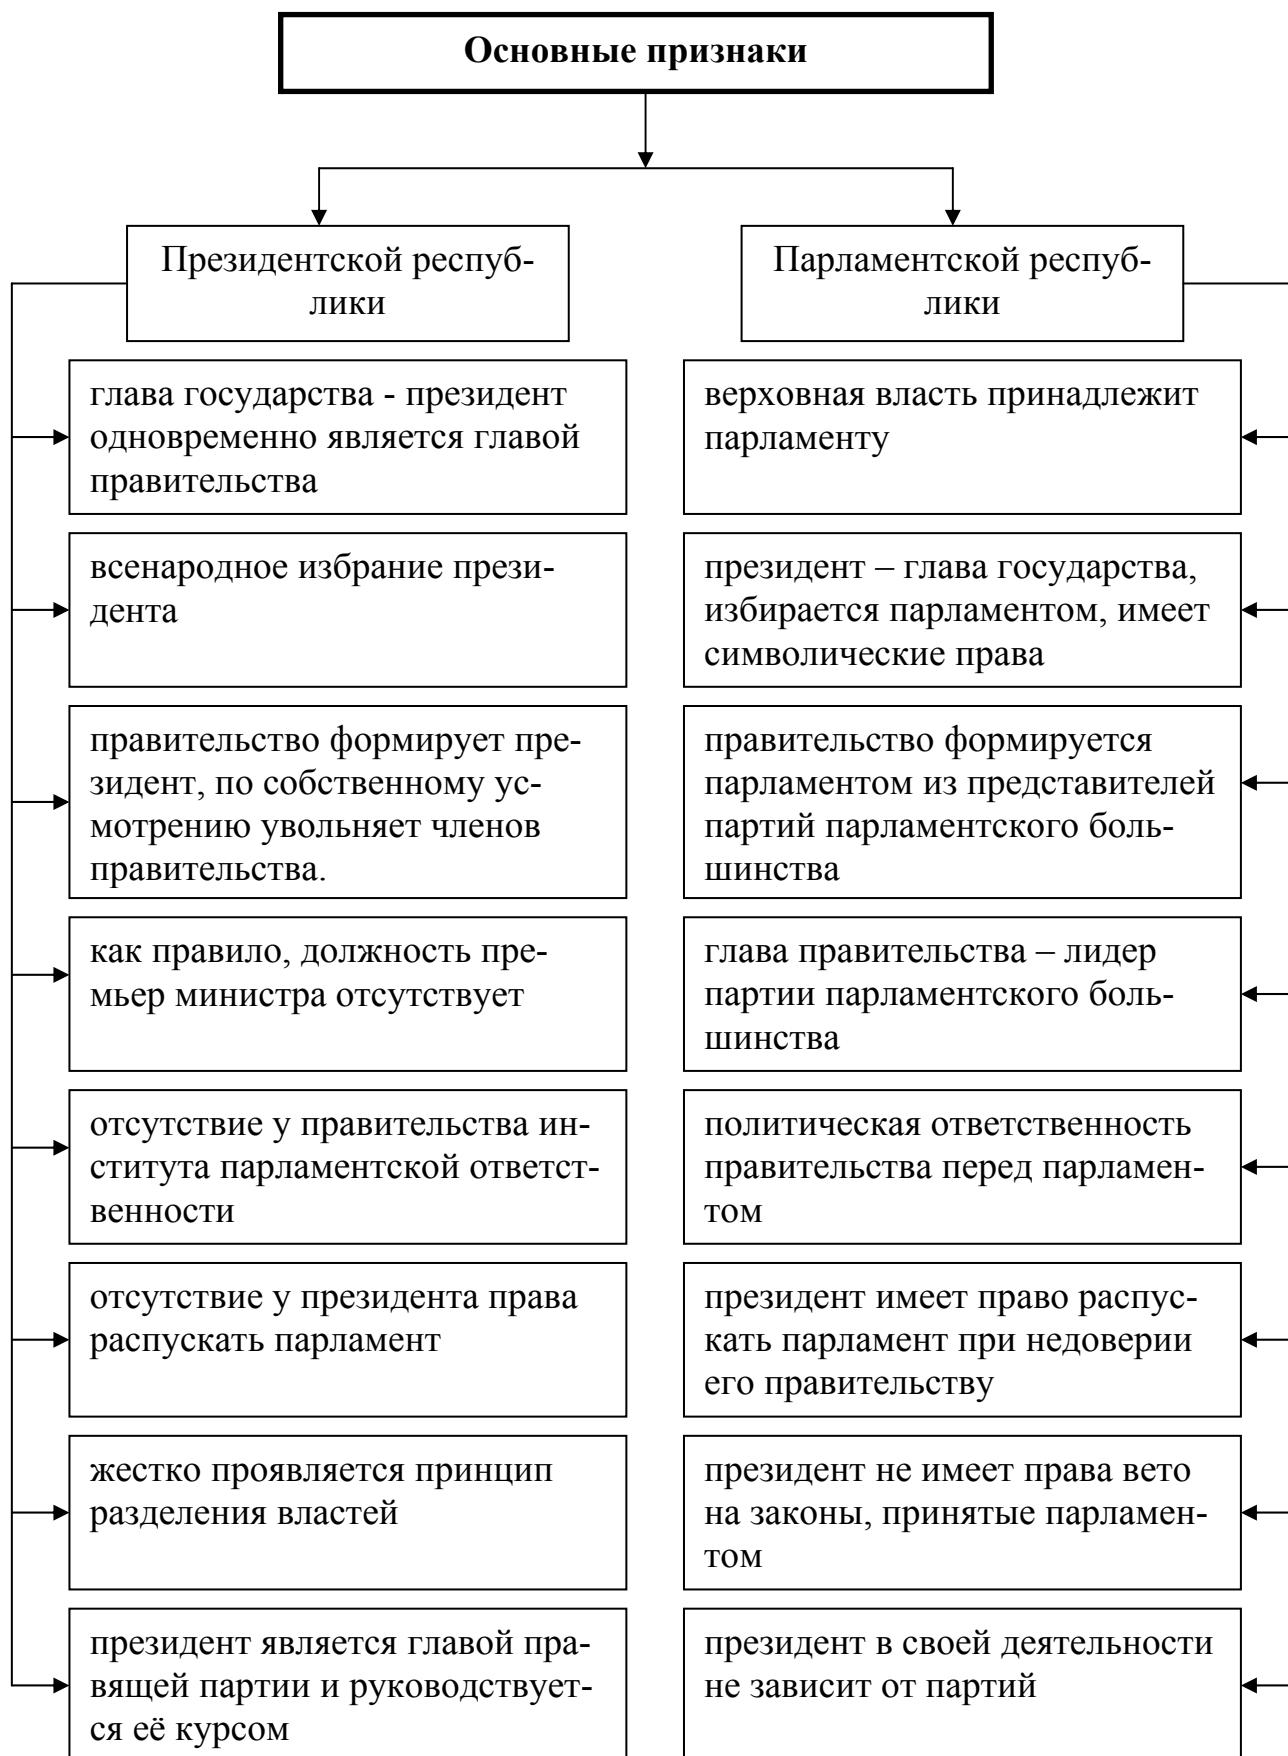 Основные признаки
Президентской респуб-
лики
Парламентской респуб-
лики
глава государства - президент
одновременно является главой
правительства
верховная власть принадлежит
парламенту
всенародное избрание прези-
дента
президент – глава государства,
избирается парламентом, имеет
символические права
правительство формирует пре-
зидент, по собственному ус-
мотрению увольняет членов
правительства.
правительство формируется
парламентом из представителей
партий парламентского боль-
шинства
как правило, должность пре-
мьер министра отсутствует
глава правительства – лидер
партии парламентского боль-
шинства
отсутствие у правительства ин-
ститута парламентской ответст-
венности
политическая ответственность
правительства перед парламен-
том
отсутствие у президента права
распускать парламент
президент имеет право распус-
кать парламент при недоверии
его правительству
жестко проявляется принцип
разделения властей
президент не имеет права вето
на законы, принятые парламен-
том
президент является главой пра-
вящей партии и руководствует-
ся её курсом
президент в своей деятельности
не зависит от партий